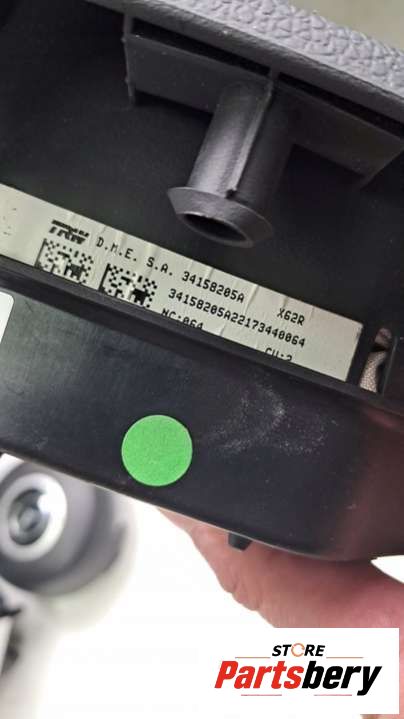 TRW D.M.E. S.A. 34158205A X62R
34158205A22173440064
NC:064 CU:2
STORE
Partsbery